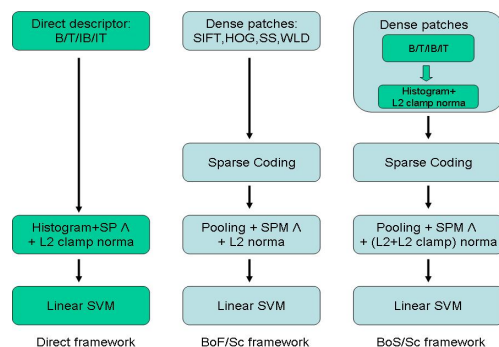 Direct descriptor:
B/T/IB/IT
Histogram+SP Λ
+ L2 clamp norma
Linear SVM
Direct framework
Dense patches:
SIFT,HOG,SS,WLD
Sparse Coding
Pooling + SPM Λ
+ L2 norma
Linear SVM
BoF/Sc framework
Dense patches
B/T/IB/IT
Histogram+
L2 clamp norma
Sparse Coding
Pooling + SPM Λ
+ (L2+L2 clamp) norma
Linear SVM
BoS/Sc framework